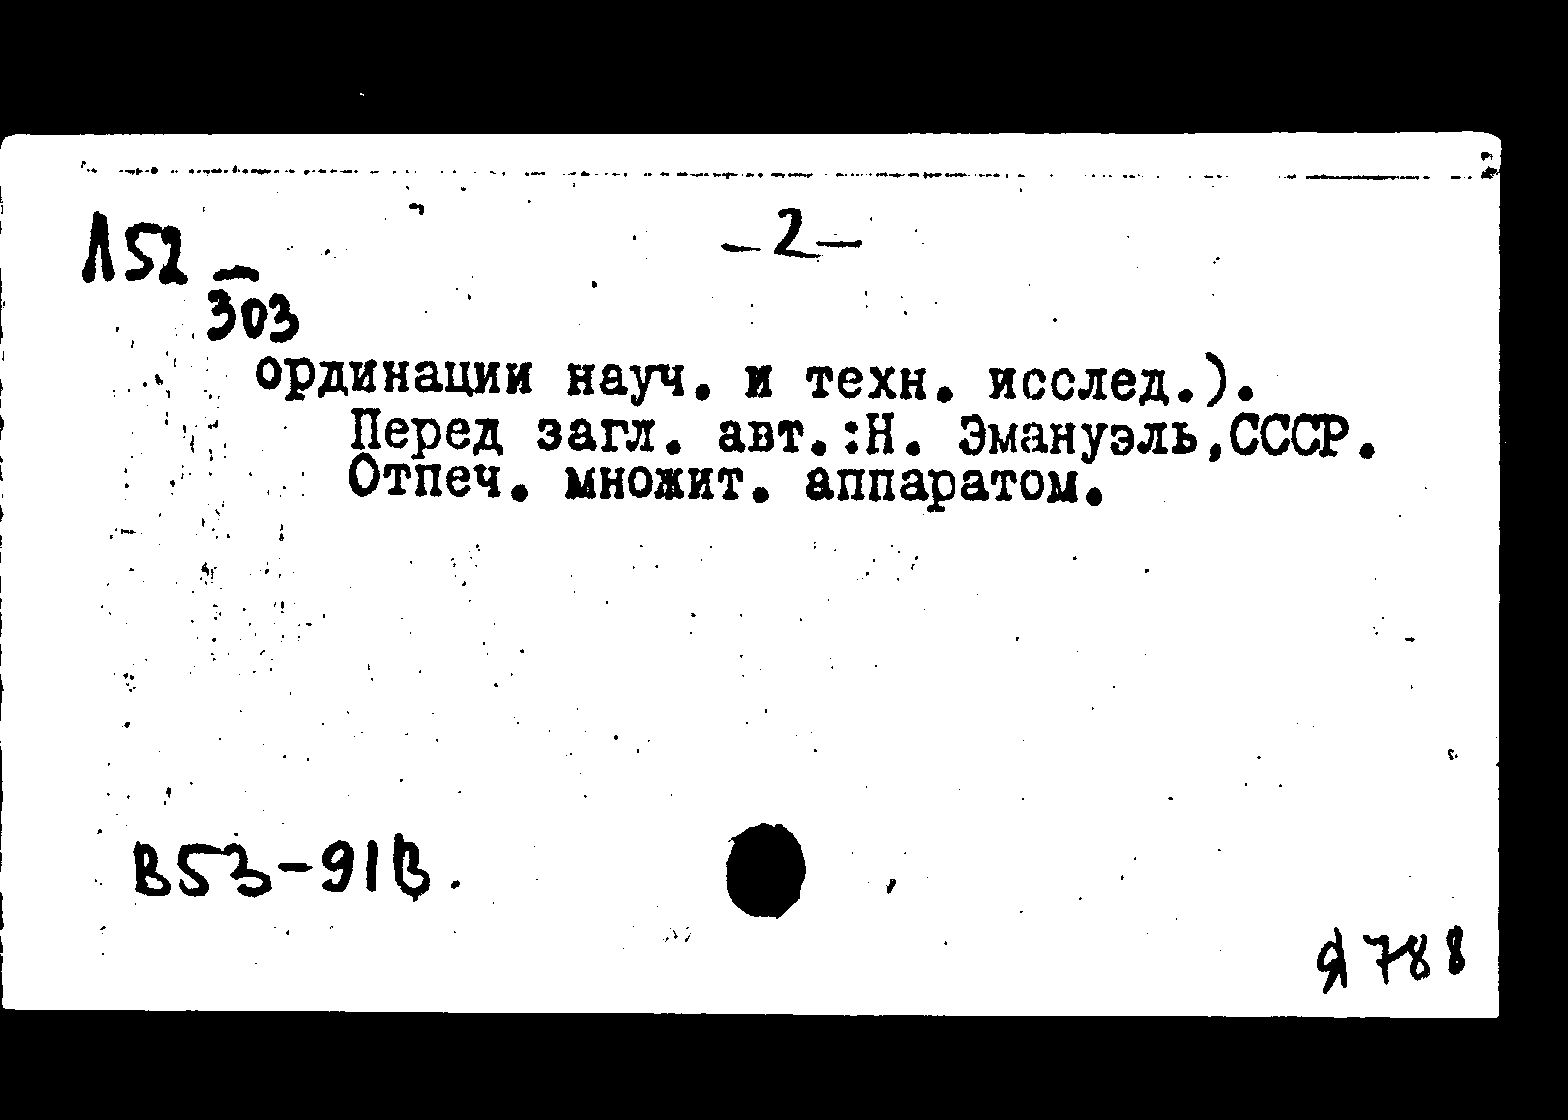 Л52 —2—
303
ординации науч. и техн. исслед.).
Перед загл. авт.:Н. Эмануэль,СССР.
Отпеч. множит. аппаратом.
В53-91В.
Я788